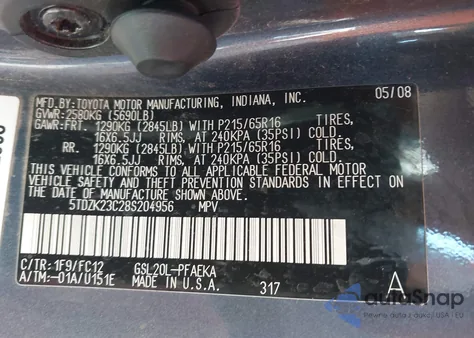 MFD.BY:TOYOTA MOTOR MANUFACTURING, INDIANA, INC. 05/08
GVWR:2580KG (5690LB)
GAWR:FRT. 1290KG (2845LB) WITH P215/65R16 TIRES,
16X6.5JJ RIMS, AT 240KPA (35PSI) COLD.
RR. 1290KG (2845LB) WITH P215/65R16 TIRES,
16X6.5JJ RIMS, AT 240KPA (35PSI) COLD.
THIS VEHICLE CONFORMS TO ALL APPLICABLE FEDERAL MOTOR
VEHICLE SAFETY AND THEFT PREVENTION STANDARDS IN EFFECT ON
THE DATE OF MANUFACTURE SHOWN ABOVE.
5TDZK23C28S204956 MPV
C/TR:1F9/FC12 GSL20L-PFAEKA
A/TM:-01A/U151E MADE IN U.S.A. 317 A
autoSnap
Pewne auta z USA i EU